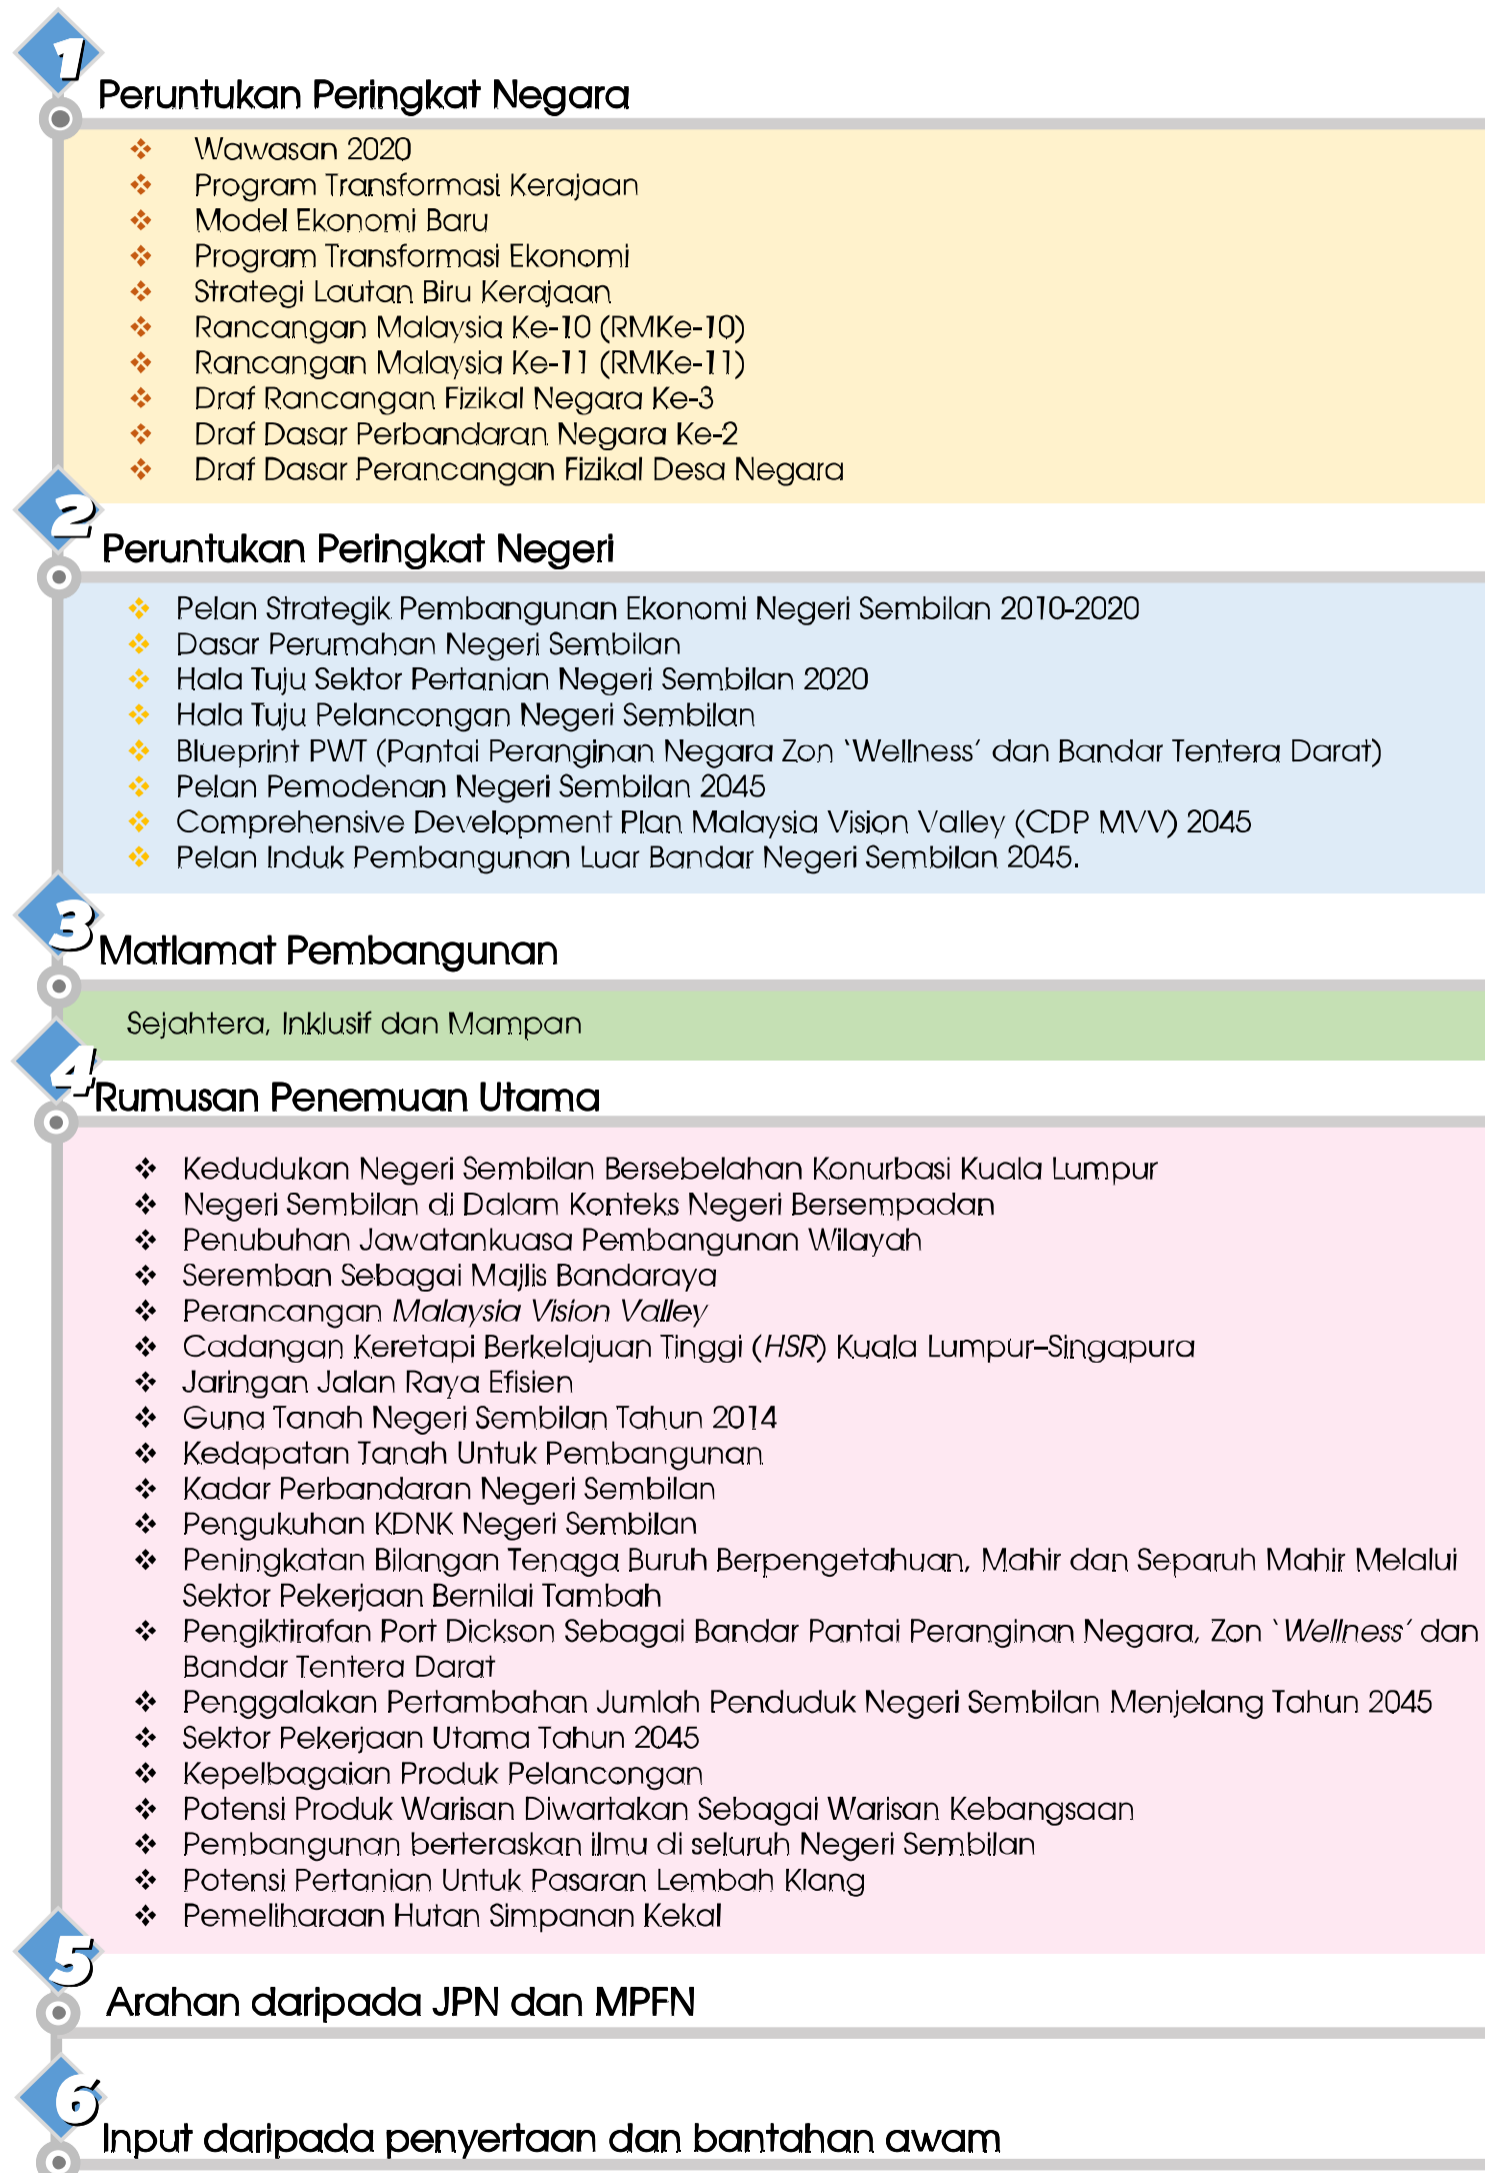 1
Peruntukan Peringkat Negara
❖ Wawasan 2020
❖ Program Transformasi Kerajaan
❖ Model Ekonomi Baru
❖ Program Transformasi Ekonomi
❖ Strategi Lautan Biru Kerajaan
❖ Rancangan Malaysia Ke-10 (RMKe-10)
❖ Rancangan Malaysia Ke-11 (RMKe-11)
❖ Draf Rancangan Fizikal Negara Ke-3
❖ Draf Dasar Perbandaran Negara Ke-2
❖ Draf Dasar Perancangan Fizikal Desa Negara
2
Peruntukan Peringkat Negeri
❖ Pelan Strategik Pembangunan Ekonomi Negeri Sembilan 2010-2020
❖ Dasar Perumahan Negeri Sembilan
❖ Hala Tuju Sektor Pertanian Negeri Sembilan 2020
❖ Hala Tuju Pelancongan Negeri Sembilan
❖ Blueprint PWT (Pantai Peranginan Negara Zon `Wellness´ dan Bandar Tentera Darat)
❖ Pelan Pemodenan Negeri Sembilan 2045
❖ Comprehensive Development Plan Malaysia Vision Valley (CDP MVV) 2045
❖ Pelan Induk Pembangunan Luar Bandar Negeri Sembilan 2045.
3
Matlamat Pembangunan
Sejahtera, Inklusif dan Mampan
4
Rumusan Penemuan Utama
❖ Kedudukan Negeri Sembilan Bersebelahan Konurbasi Kuala Lumpur
❖ Negeri Sembilan di Dalam Konteks Negeri Bersempadan
❖ Penubuhan Jawatankuasa Pembangunan Wilayah
❖ Seremban Sebagai Majlis Bandaraya
❖ Perancangan Malaysia Vision Valley
❖ Cadangan Keretapi Berkelajuan Tinggi (HSR) Kuala Lumpur–Singapura
❖ Jaringan Jalan Raya Efisien
❖ Guna Tanah Negeri Sembilan Tahun 2014
❖ Kedapatan Tanah Untuk Pembangunan
❖ Kadar Perbandaran Negeri Sembilan
❖ Pengukuhan KDNK Negeri Sembilan
❖ Peningkatan Bilangan Tenaga Buruh Berpengetahuan, Mahir dan Separuh Mahir Melalui
Sektor Pekerjaan Bernilai Tambah
❖ Pengiktirafan Port Dickson Sebagai Bandar Pantai Peranginan Negara, Zon `Wellness´ dan
Bandar Tentera Darat
❖ Penggalakan Pertambahan Jumlah Penduduk Negeri Sembilan Menjelang Tahun 2045
❖ Sektor Pekerjaan Utama Tahun 2045
❖ Kepelbagaian Produk Pelancongan
❖ Potensi Produk Warisan Diwartakan Sebagai Warisan Kebangsaan
❖ Pembangunan berteraskan ilmu di seluruh Negeri Sembilan
❖ Potensi Pertanian Untuk Pasaran Lembah Klang
❖ Pemeliharaan Hutan Simpanan Kekal
5
Arahan daripada JPN dan MPFN
6
Input daripada penyertaan dan bantahan awam